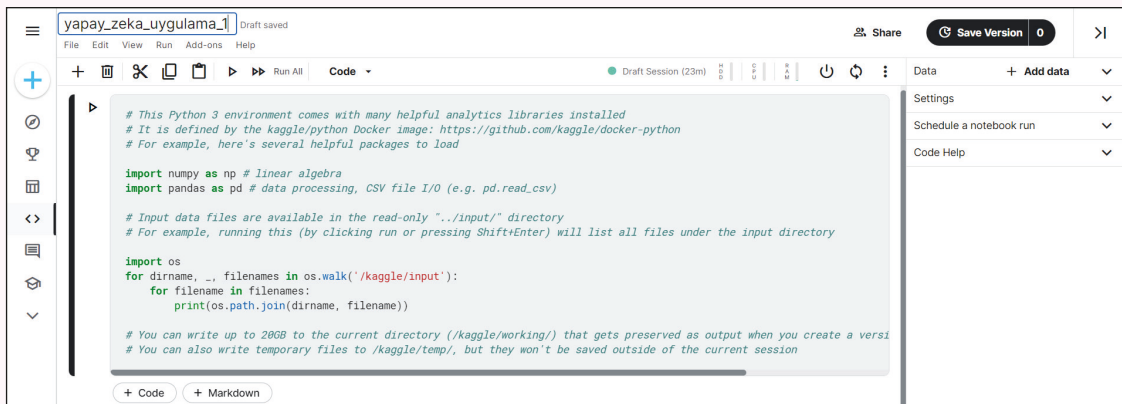 yapay_zeka_uygulama_1 Draft saved
File Edit View Run Add-ons Help
Share
Save Version 0
Run All Code Draft Session (23m) HDD CPU RAM
Data + Add data
Settings
Schedule a notebook run
Code Help
# This Python 3 environment comes with many helpful analytics libraries installed
# It is defined by the kaggle/python Docker image: https://github.com/kaggle/docker-python
# For example, here's several helpful packages to load
import numpy as np # linear algebra
import pandas as pd # data processing, CSV file I/O (e.g. pd.read_csv)
# Input data files are available in the read-only "../input/" directory
# For example, running this (by clicking run or pressing Shift+Enter) will list all files under the input directory
import os
for dirname, _, filenames in os.walk('/kaggle/input'):
    for filename in filenames:
        print(os.path.join(dirname, filename))
# You can write up to 20GB to the current directory (/kaggle/working/) that gets preserved as output when you create a versi
# You can also write temporary files to /kaggle/temp/, but they won't be saved outside of the current session
+ Code + Markdown